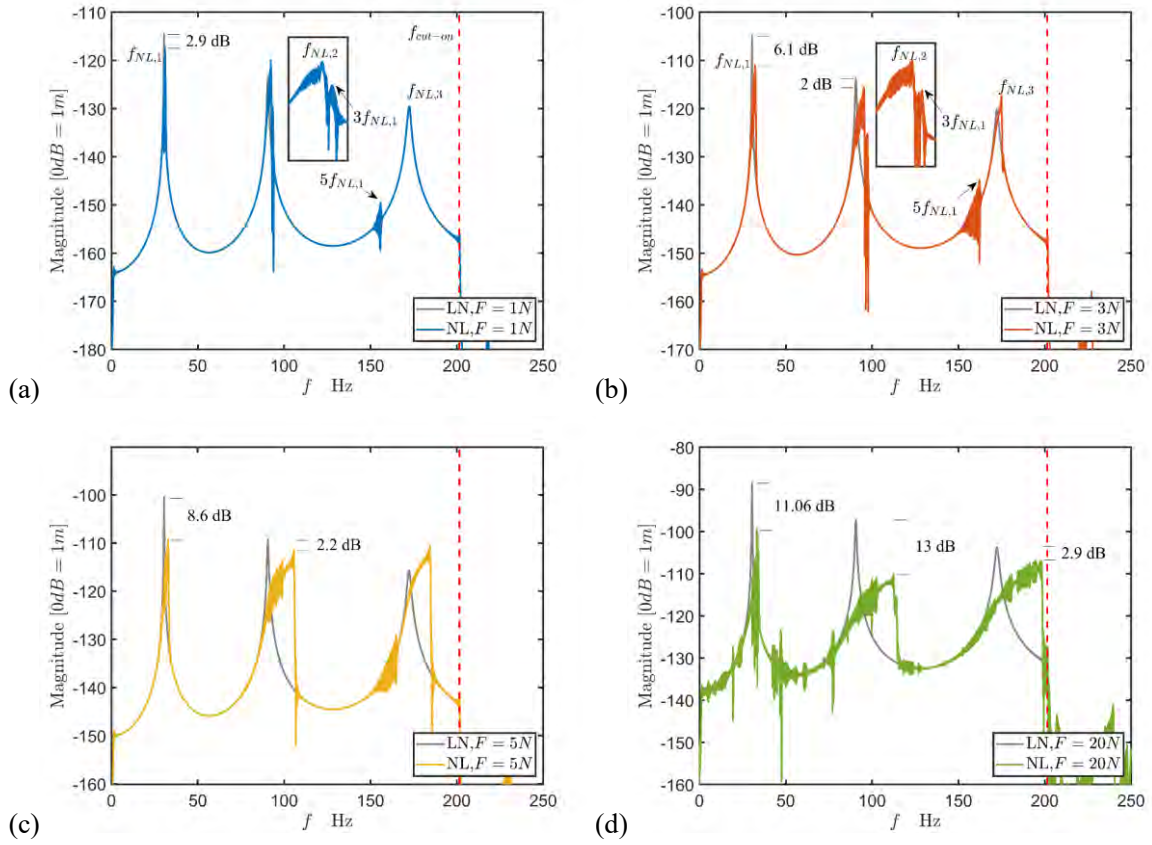 -110
-120
-130
-140
-150
-160
-170
-180
Magnitude [0dB = 1m]
f_{NL,1}
2.9 dB
f_{NL,2}
f_{cut-on}
3f_{NL,1}
f_{NL,3}
5f_{NL,1}
LN,F = 1N
NL,F = 1N
0 50 100 150 200 250
f Hz
(a)
-100
-110
-120
-130
-140
-150
-160
-170
Magnitude [0dB = 1m]
f_{NL,1}
6.1 dB
2 dB
f_{NL,2}
f_{NL,3}
3f_{NL,1}
5f_{NL,1}
LN,F = 3N
NL,F = 3N
0 50 100 150 200 250
f Hz
(b)
-100
-110
-120
-130
-140
-150
-160
Magnitude [0dB = 1m]
8.6 dB
2.2 dB
LN,F = 5N
NL,F = 5N
0 50 100 150 200 250
f Hz
(c)
-80
-90
-100
-110
-120
-130
-140
-150
-160
Magnitude [0dB = 1m]
11.06 dB
13 dB
2.9 dB
LN,F = 20N
NL,F = 20N
0 50 100 150 200 250
f Hz
(d)